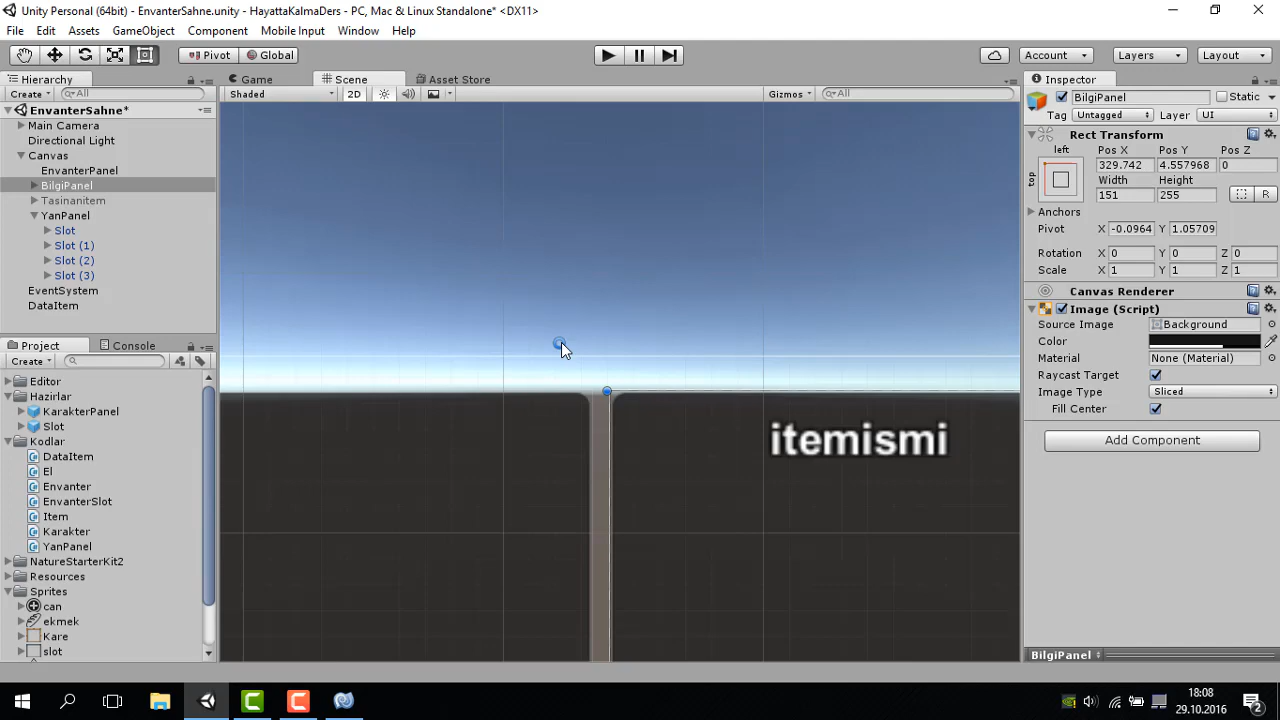 Unity Personal (64bit) - EnvanterSahne.unity - HayattaKalmaDers - PC, Mac & Linux Standalone* <DX11>
File Edit Assets GameObject Component Mobile Input Window Help
Pivot Global Account Layers Layout
Hierarchy Game Scene Asset Store Inspector
Create All Shaded 2D Gizmos All BilgiPanel Static
EnvanterSahne* Tag Untagged Layer UI
Main Camera
Directional Light
Canvas
EnvanterPanel
BilgiPanel
Tasinanitem
YanPanel
Slot
Slot (1)
Slot (2)
Slot (3)
EventSystem
DataItem
Project Console
Create
Editor
Hazirlar
KarakterPanel
Slot
Kodlar
DataItem
El
Envanter
EnvanterSlot
Item
Karakter
YanPanel
NatureStarterKit2
Resources
Sprites
can
ekmek
Kare
slot
itemismi
Rect Transform
left Pos X Pos Y Pos Z
top 329.742 4.557968 0
Width Height
151 255 R
Anchors
Pivot X -0.0964 Y 1.05709
Rotation X 0 Y 0 Z 0
Scale X 1 Y 1 Z 1
Canvas Renderer
Image (Script)
Source Image Background
Color
Material None (Material)
Raycast Target
Image Type Sliced
Fill Center
Add Component
BilgiPanel
18:08
29.10.2016
2